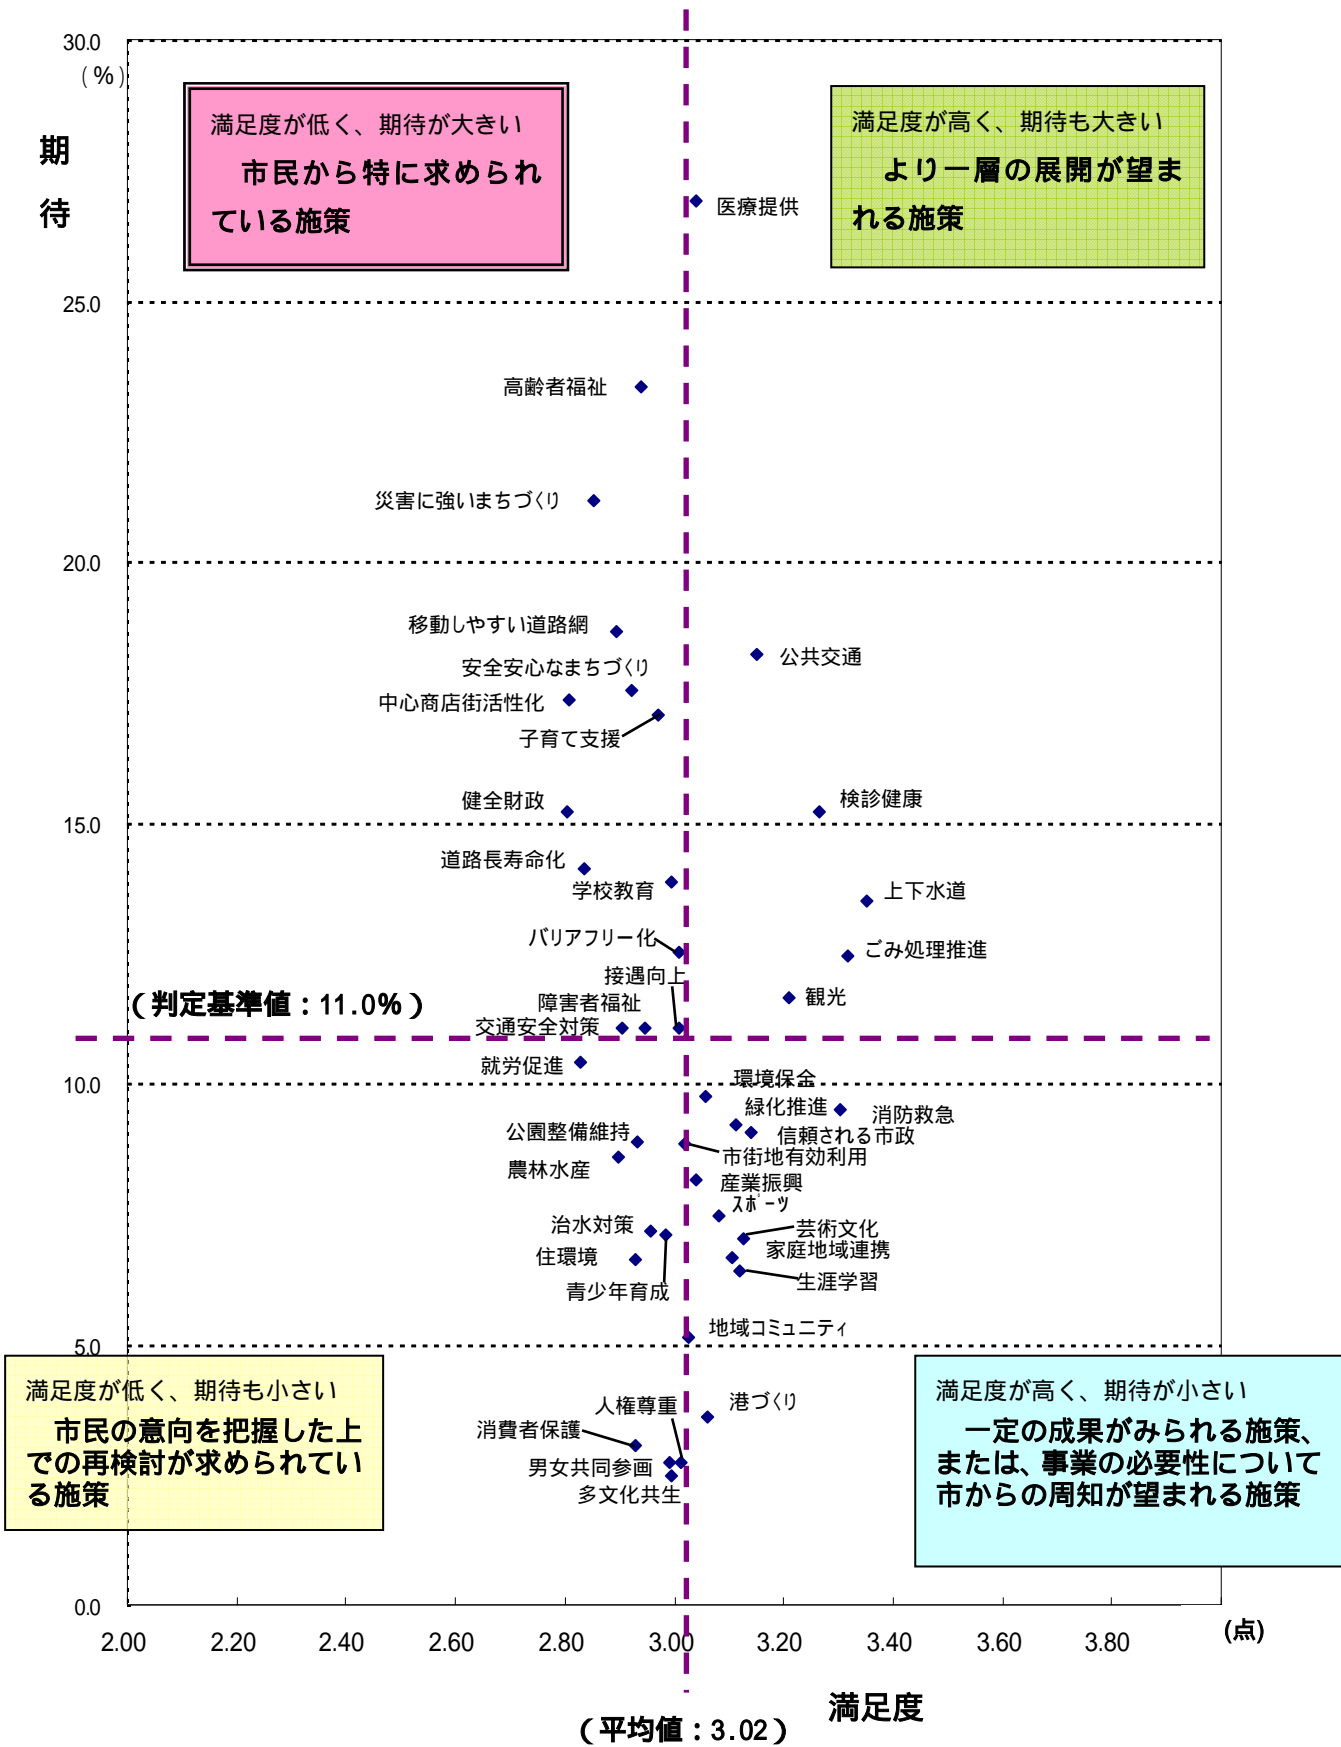 30.0
(%)
期
待
満足度が低く、期待が大きい
市民から特に求められ
ている施策
満足度が高く、期待も大きい
より一層の展開が望ま
れる施策
医療提供
25.0
高齢者福祉
災害に強いまちづくり
20.0
移動しやすい道路網
公共交通
安全安心なまちづくり
中心商店街活性化
子育て支援
健全財政
検診健康
15.0
道路長寿命化
学校教育
上下水道
バリアフリー化
ごみ処理推進
接遇向上
観光
(判定基準値:11.0%)
障害者福祉
交通安全対策
就労促進
10.0
環境保全
緑化推進
消防救急
公園整備維持
信頼される市政
市街地有効利用
農林水産
産業振興
ｽﾎﾟｰﾂ
治水対策
芸術文化
住環境
家庭地域連携
青少年育成
生涯学習
地域コミュニティ
5.0
満足度が低く、期待も小さい
市民の意向を把握した上
での再検討が求められてい
る施策
人権尊重
港づくり
消費者保護
男女共同参画
多文化共生
満足度が高く、期待が小さい
一定の成果がみられる施策、
または、事業の必要性について
市からの周知が望まれる施策
0.0
2.00 2.20 2.40 2.60 2.80 3.00 3.20 3.40 3.60 3.80 (点)
満足度
(平均値:3.02)